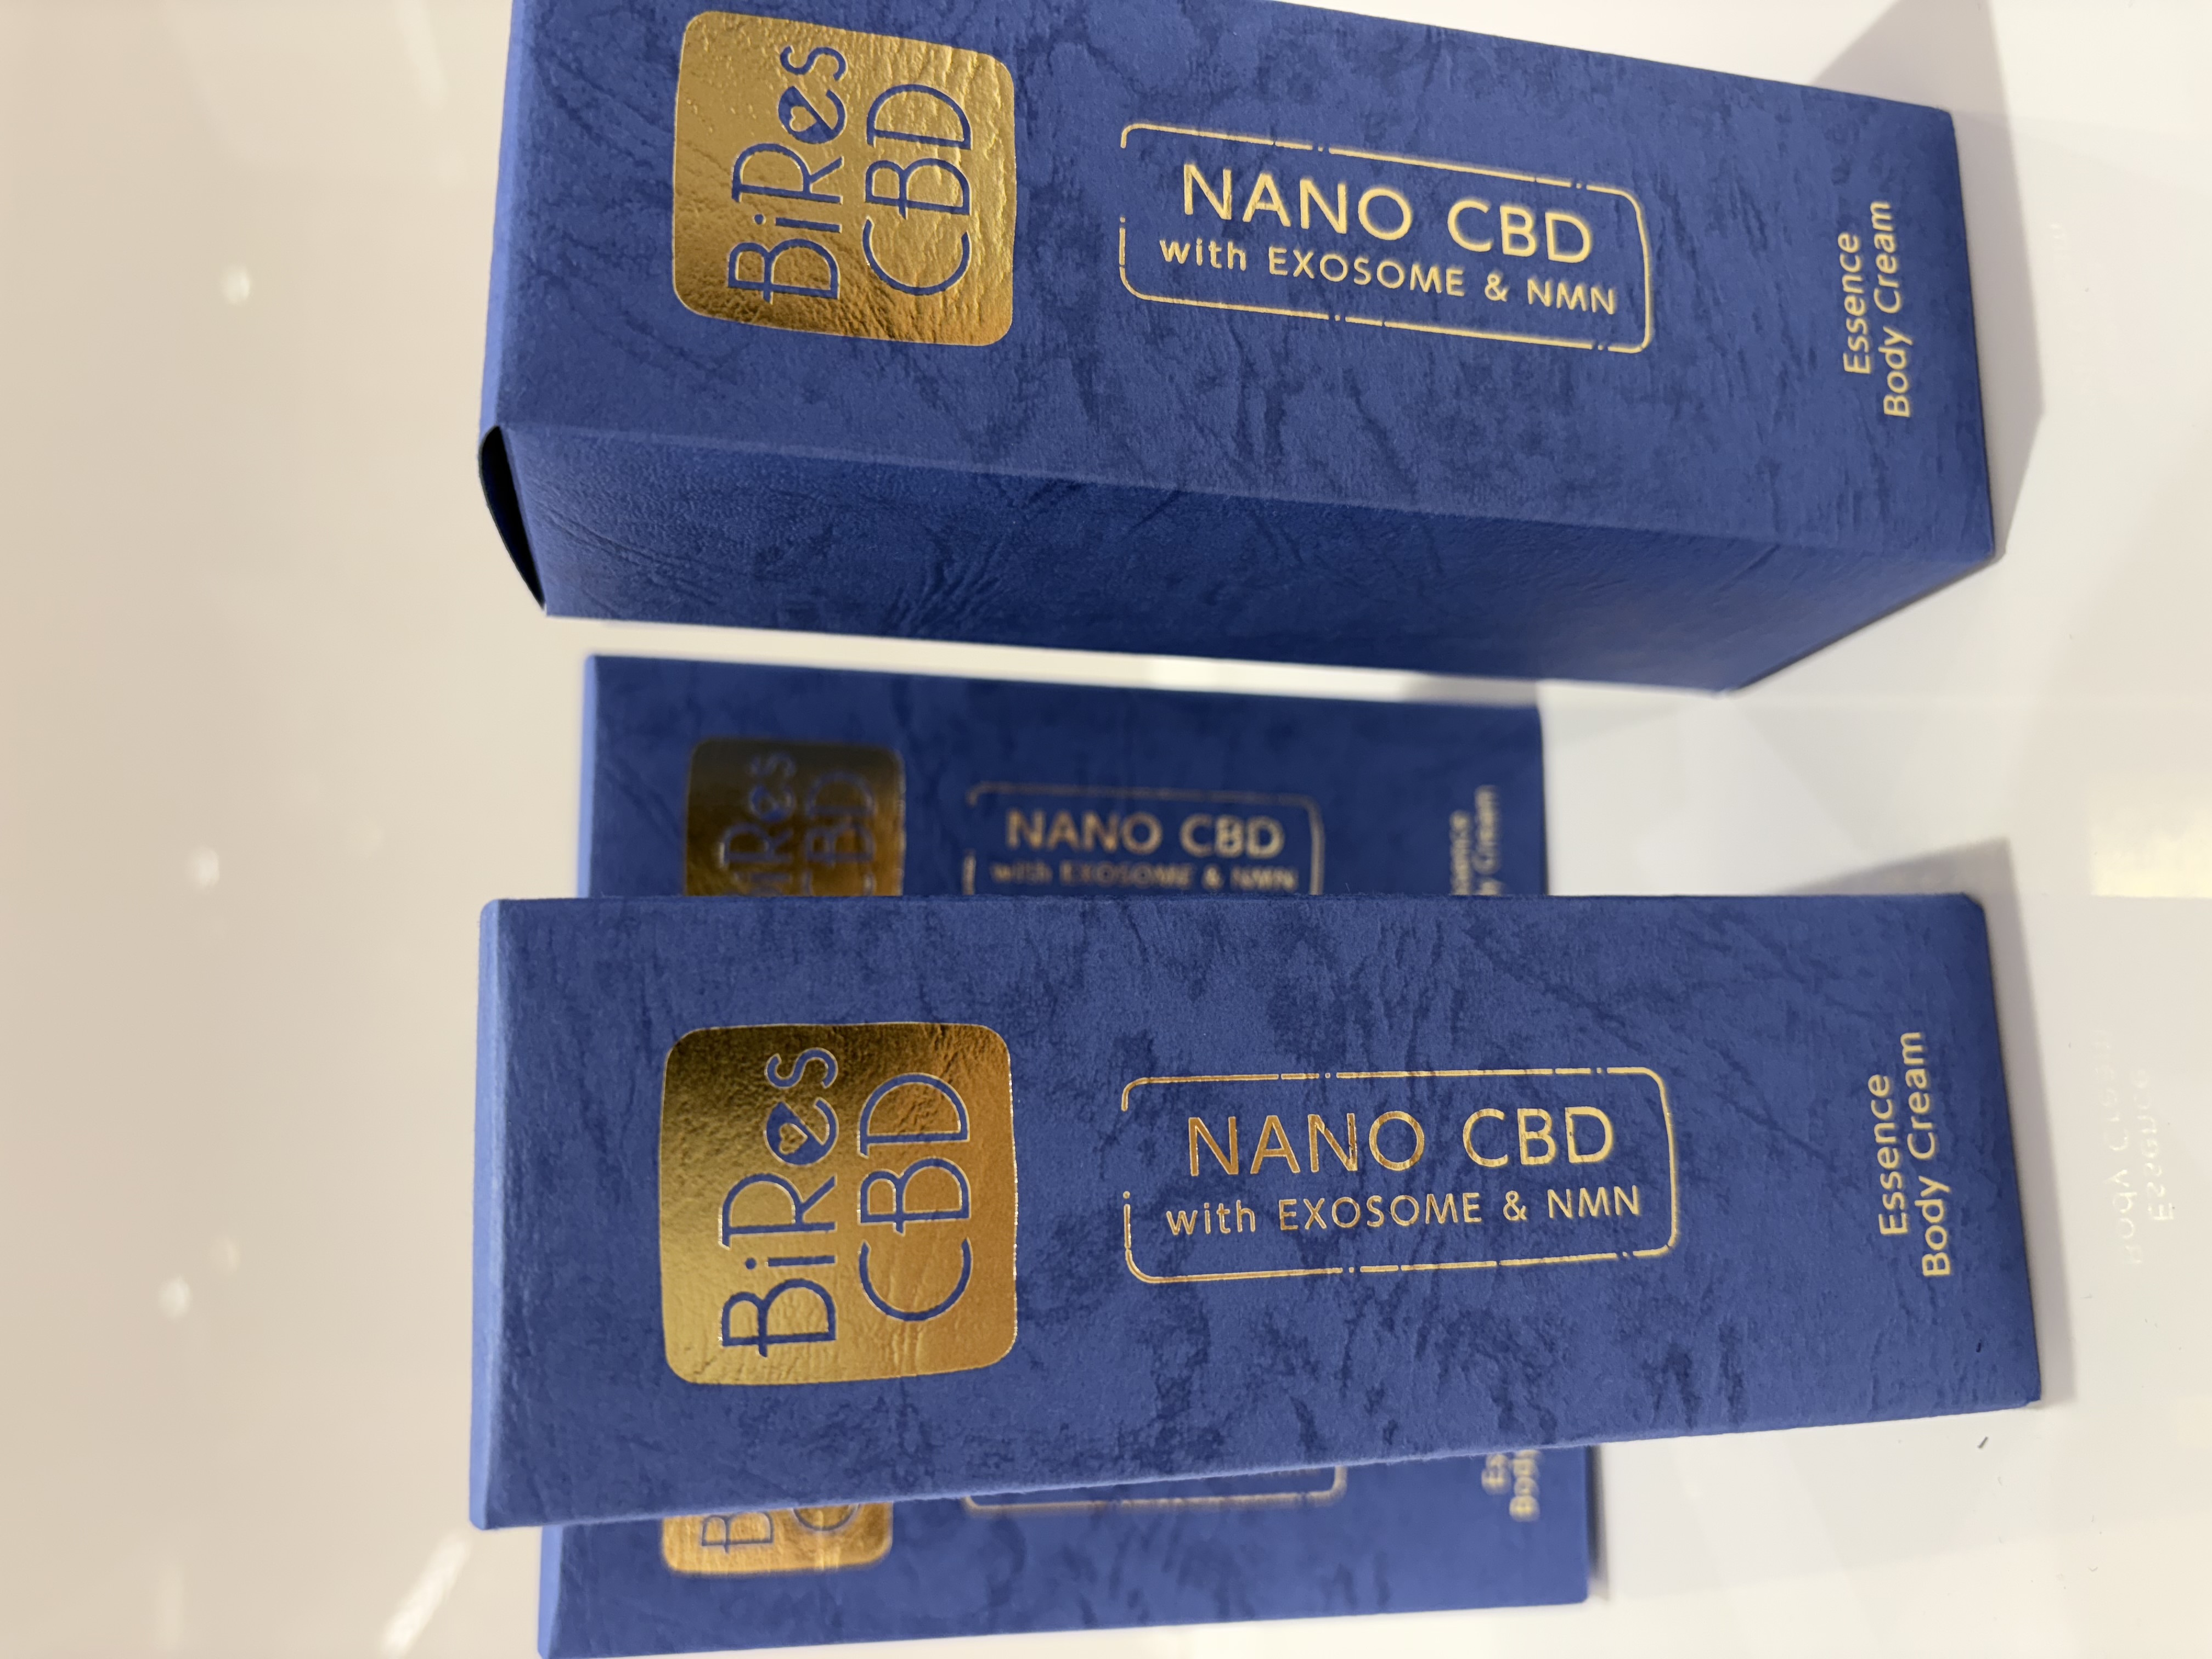 BiRes
CBD
NANO CBD
with EXOSOME & NMN
Essence
Body Cream
NANO CBD
with EXOSOME & NMN
BiRes
CBD
NANO CBD
with EXOSOME & NMN
Essence
Body Cream